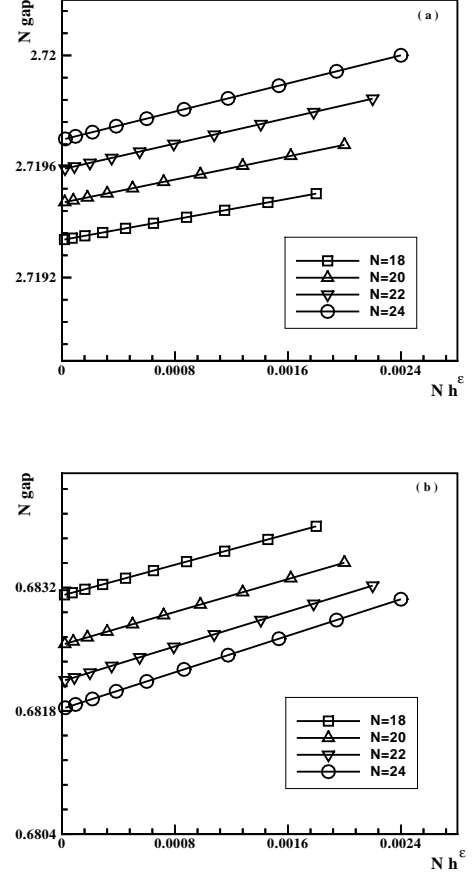 N gap
( a )
2.72
2.7196
2.7192
N=18
N=20
N=22
N=24
0 0.0008 0.0016 0.0024
N h^ε
N gap
( b )
0.6832
0.6818
0.6804
N=18
N=20
N=22
N=24
0 0.0008 0.0016 0.0024
N h^ε